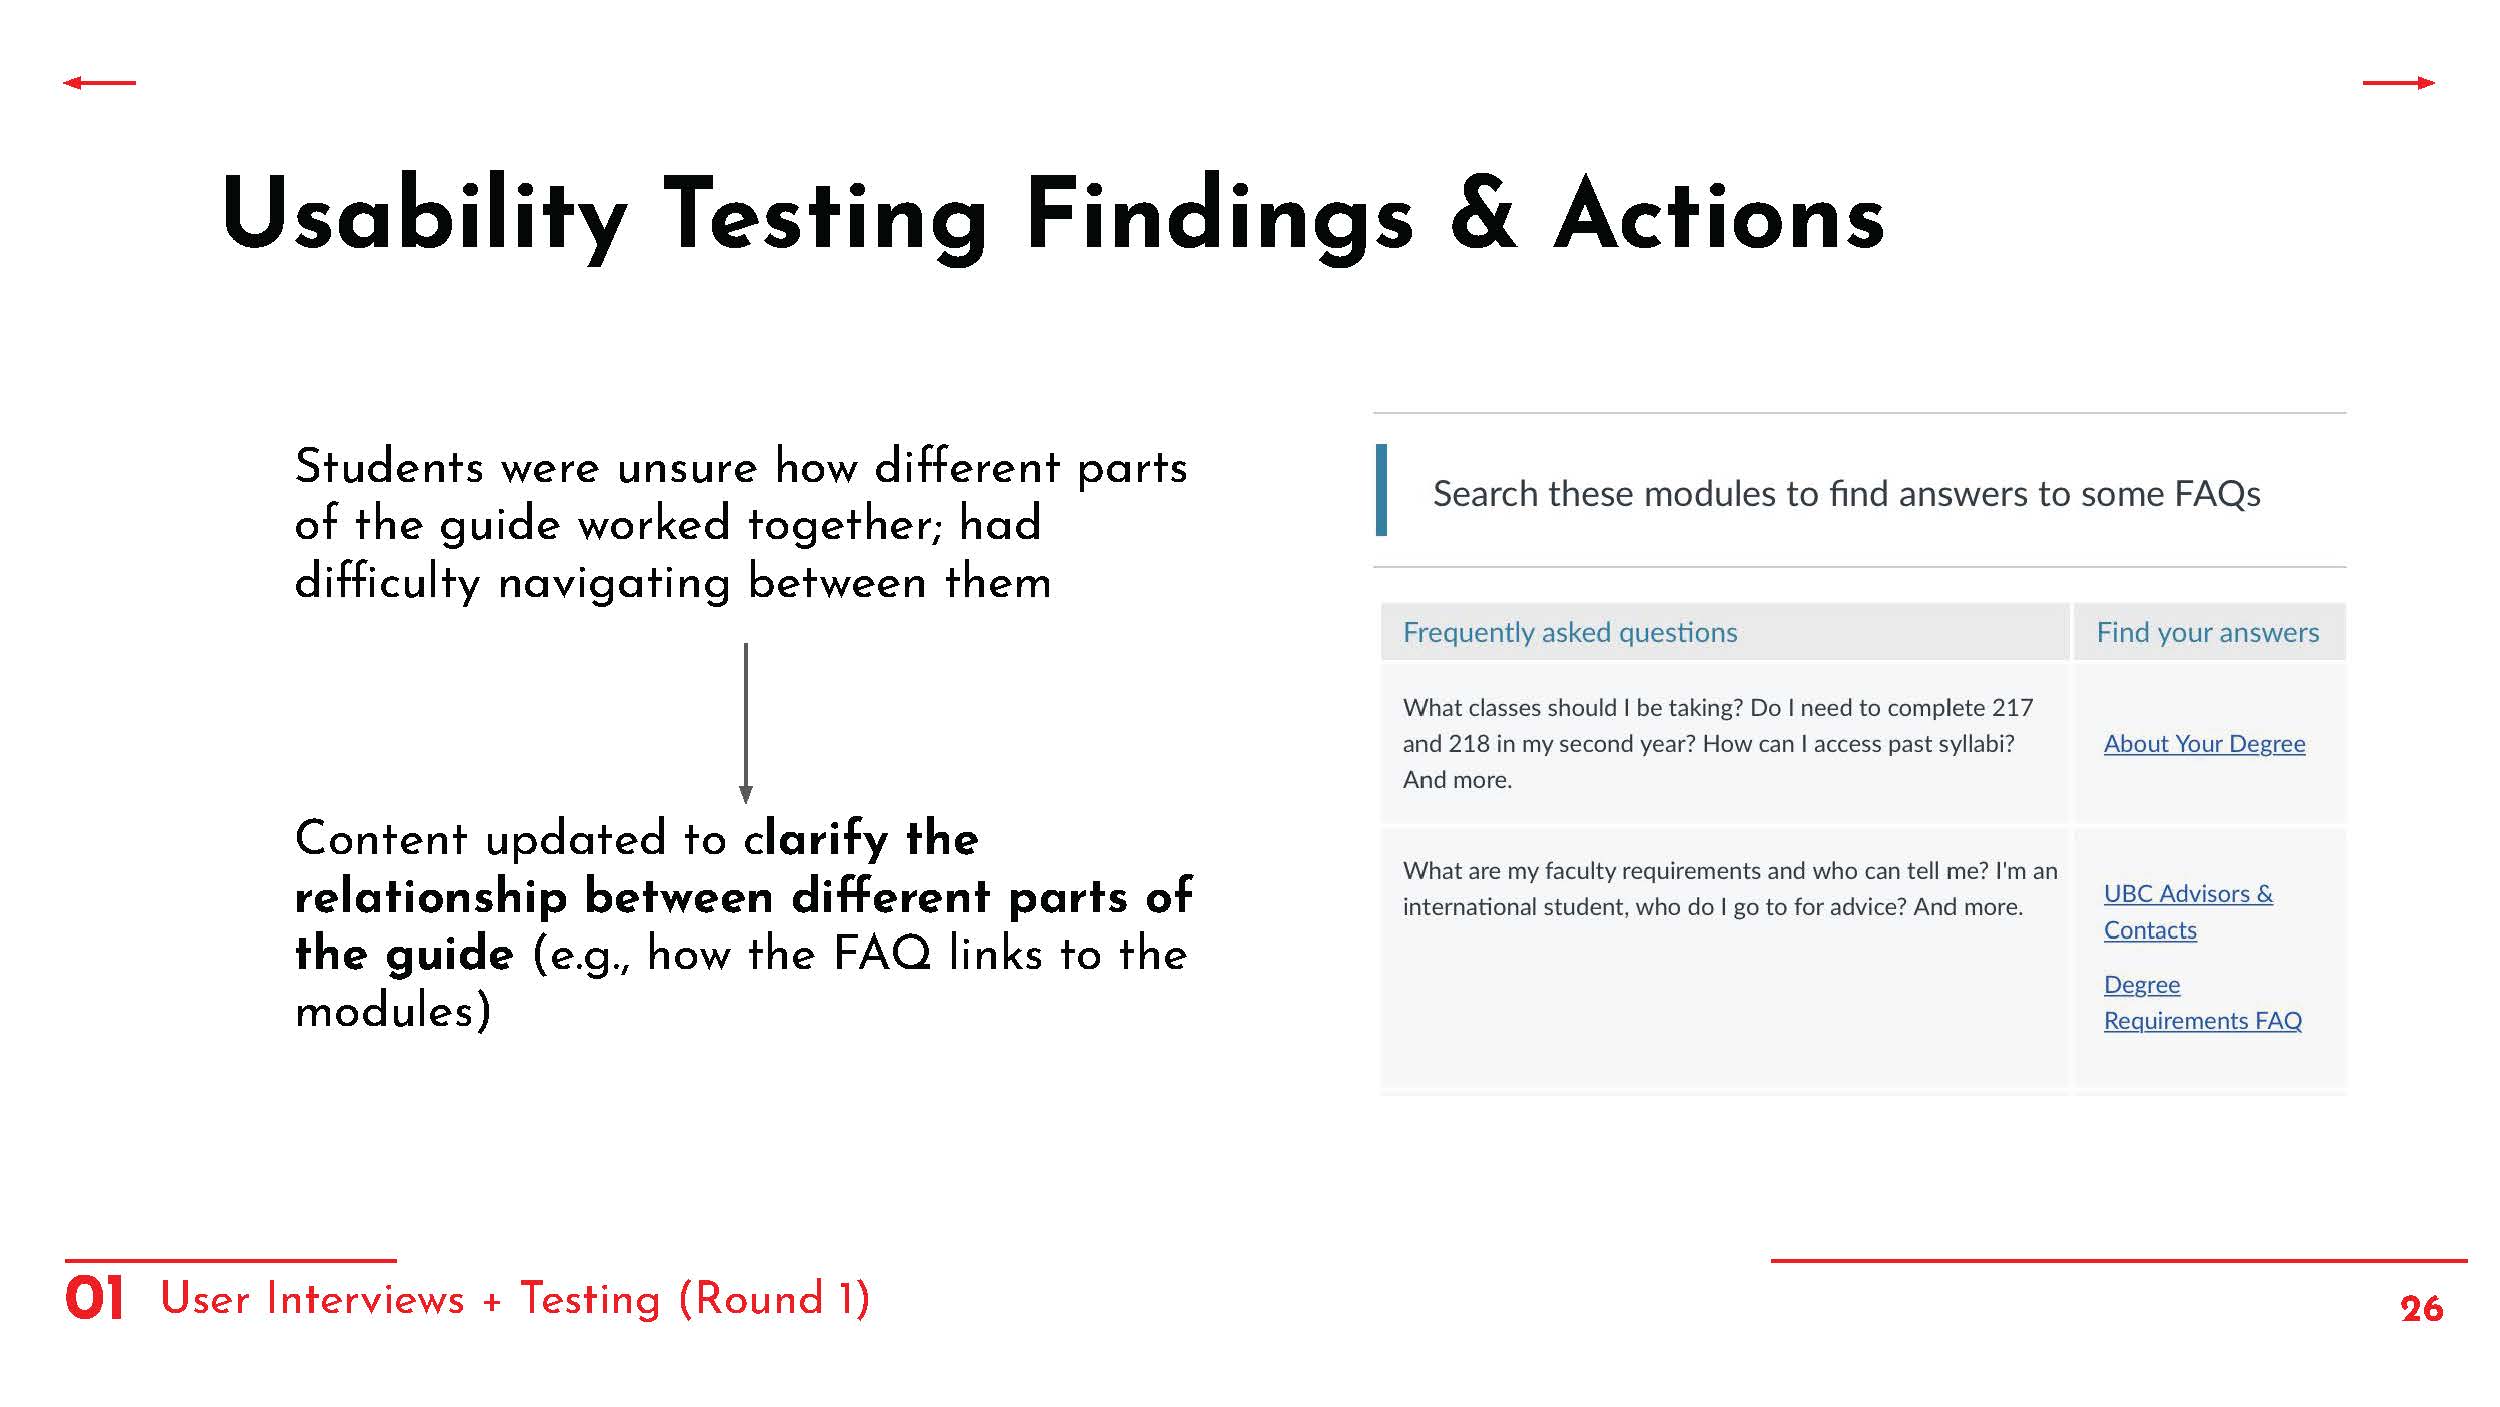 Usability Testing Findings & Actions
Students were unsure how different parts
of the guide worked together; had
difficulty navigating between them
Content updated to clarify the
relationship between different parts of
the guide (e.g., how the FAQ links to the
modules)
Search these modules to find answers to some FAQs
Frequently asked questions
Find your answers
What classes should I be taking? Do I need to complete 217
and 218 in my second year? How can I access past syllabi?
And more.
About Your Degree
What are my faculty requirements and who can tell me? I'm an
international student, who do I go to for advice? And more.
UBC Advisors &
Contacts
Degree
Requirements FAQ
01 User Interviews + Testing (Round 1)
26